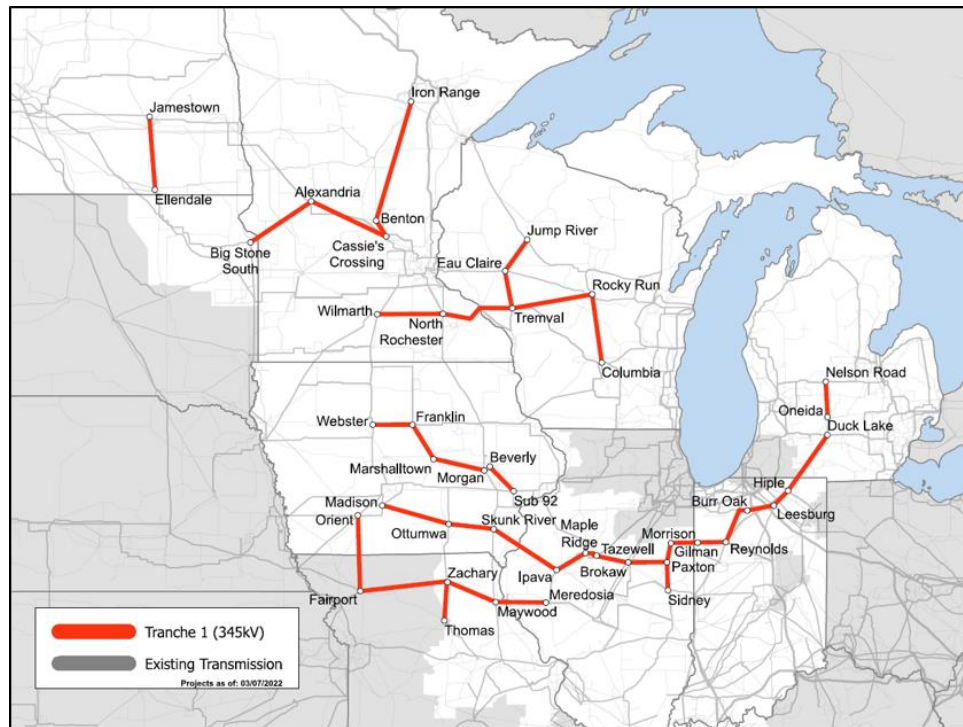 Iron Range
Jamestown
Alexandria
Ellendale
Benton
Jump River
Big Stone
South
Cassie's
Crossing
Eau Claire
Rocky Run
Wilmarth
North
Rochester
Tremval
Columbia
Nelson Road
Oneida
Duck Lake
Webster
Franklin
Beverly
Marshalltown
Morgan
Sub 92
Hiple
Madison
Orient
Ottumwa
Skunk River
Maple
Ridge
Tazewell
Morrison
Gilman
Burr Oak
Leesburg
Reynolds
Ipava
Brokaw
Paxton
Zachary
Fairport
Meredosia
Sidney
Maywood
Thomas
Tranche 1 (345kV)
Existing Transmission
Projects as of: 03/07/2022